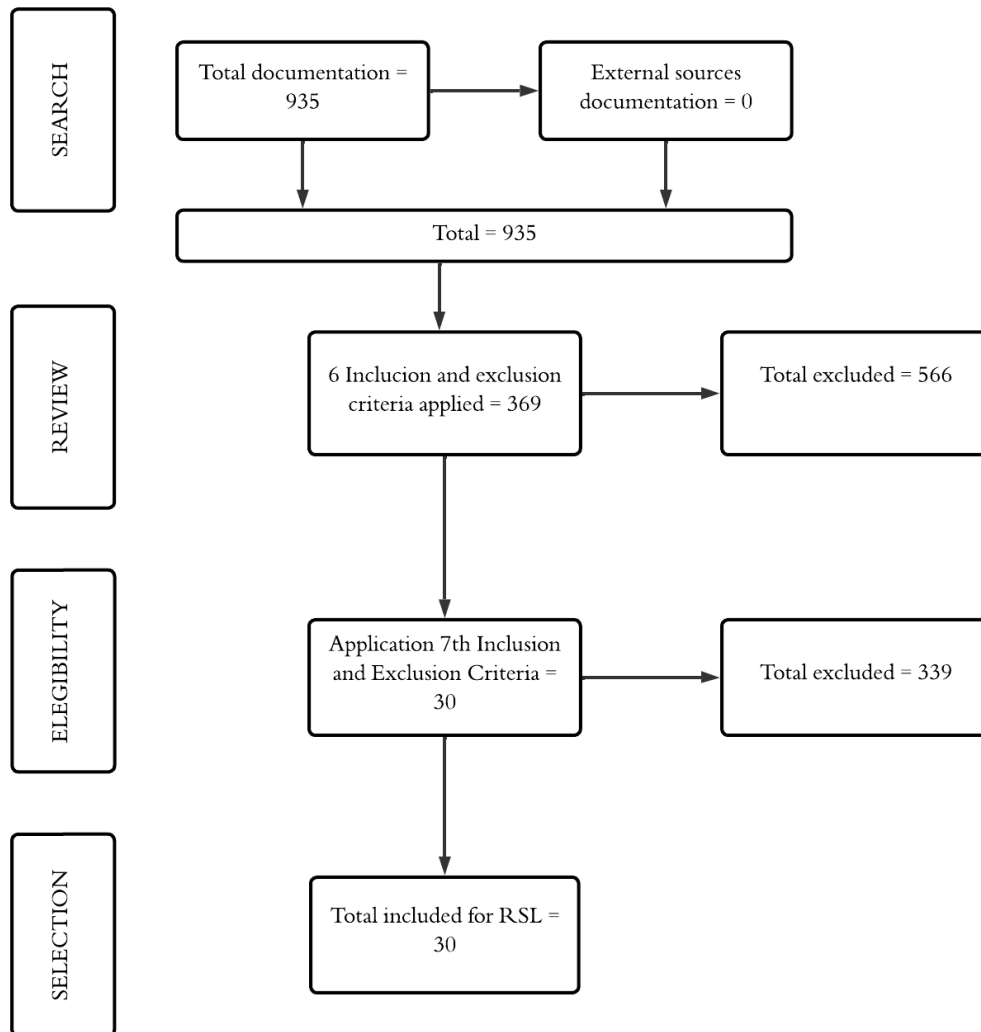 SEARCH
Total documentation =
935
External sources
documentation = 0
Total = 935
REVIEW
6 Inclucion and exclusion
criteria applied = 369
Total excluded = 566
ELEGIBILITY
Application 7th Inclusion
and Exclusion Criteria =
30
Total excluded = 339
SELECTION
Total included for RSL =
30